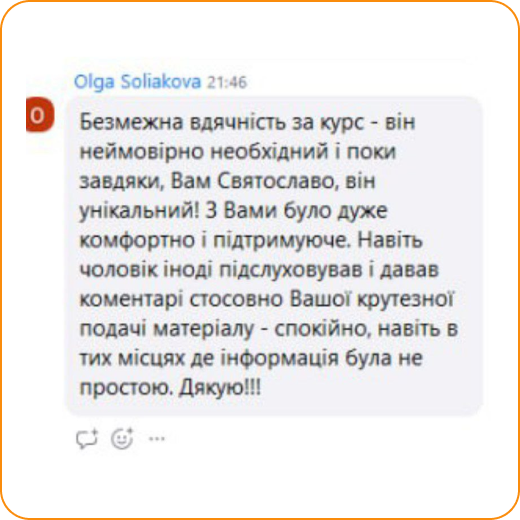 Olga Soliakova 21:46
O
Безмежна вдячність за курс - він
неймовірно необхідний і поки
завдяки, Вам Святославо, він
унікальний! З Вами було дуже
комфортно і підтримуюче. Навіть
чоловік іноді підслуховував і давав
коментарі стосовно Вашої крутезної
подачі матеріалу - спокійно, навіть в
тих місцях де інформація була не
простою. Дякую!!!